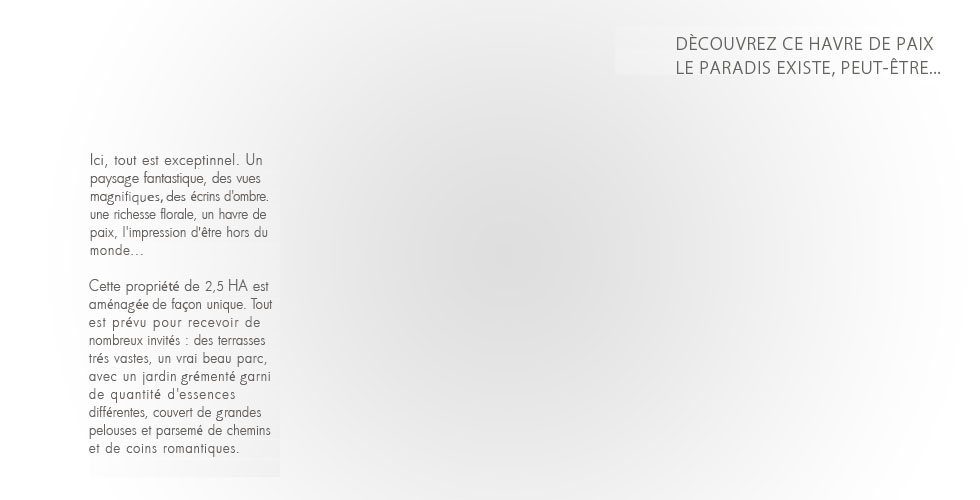 DÈCOUVREZ CE HAVRE DE PAIX
LE PARADIS EXISTE, PEUT-ÊTRE...
Ici, tout est exceptinnel. Un
paysage fantastique, des vues
magnifiques, des écrins d'ombre.
une richesse florale, un havre de
paix, l'impression d'être hors du
monde...
Cette propriété de 2,5 HA est
aménagée de façon unique. Tout
est prévu pour recevoir de
nombreux invités : des terrasses
trés vastes, un vrai beau parc,
avec un jardin grémenté garni
de quantité d'essences
différentes, couvert de grandes
pelouses et parsemé de chemins
et de coins romantiques.